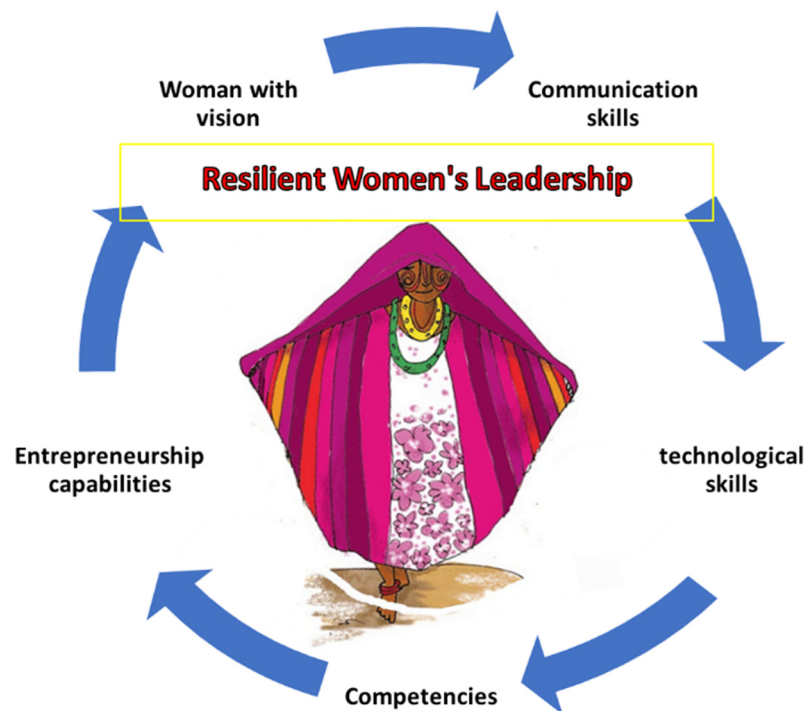 Woman with
vision
Communication
skills
Resilient Women's Leadership
Entrepreneurship
capabilities
technological
skills
Competencies